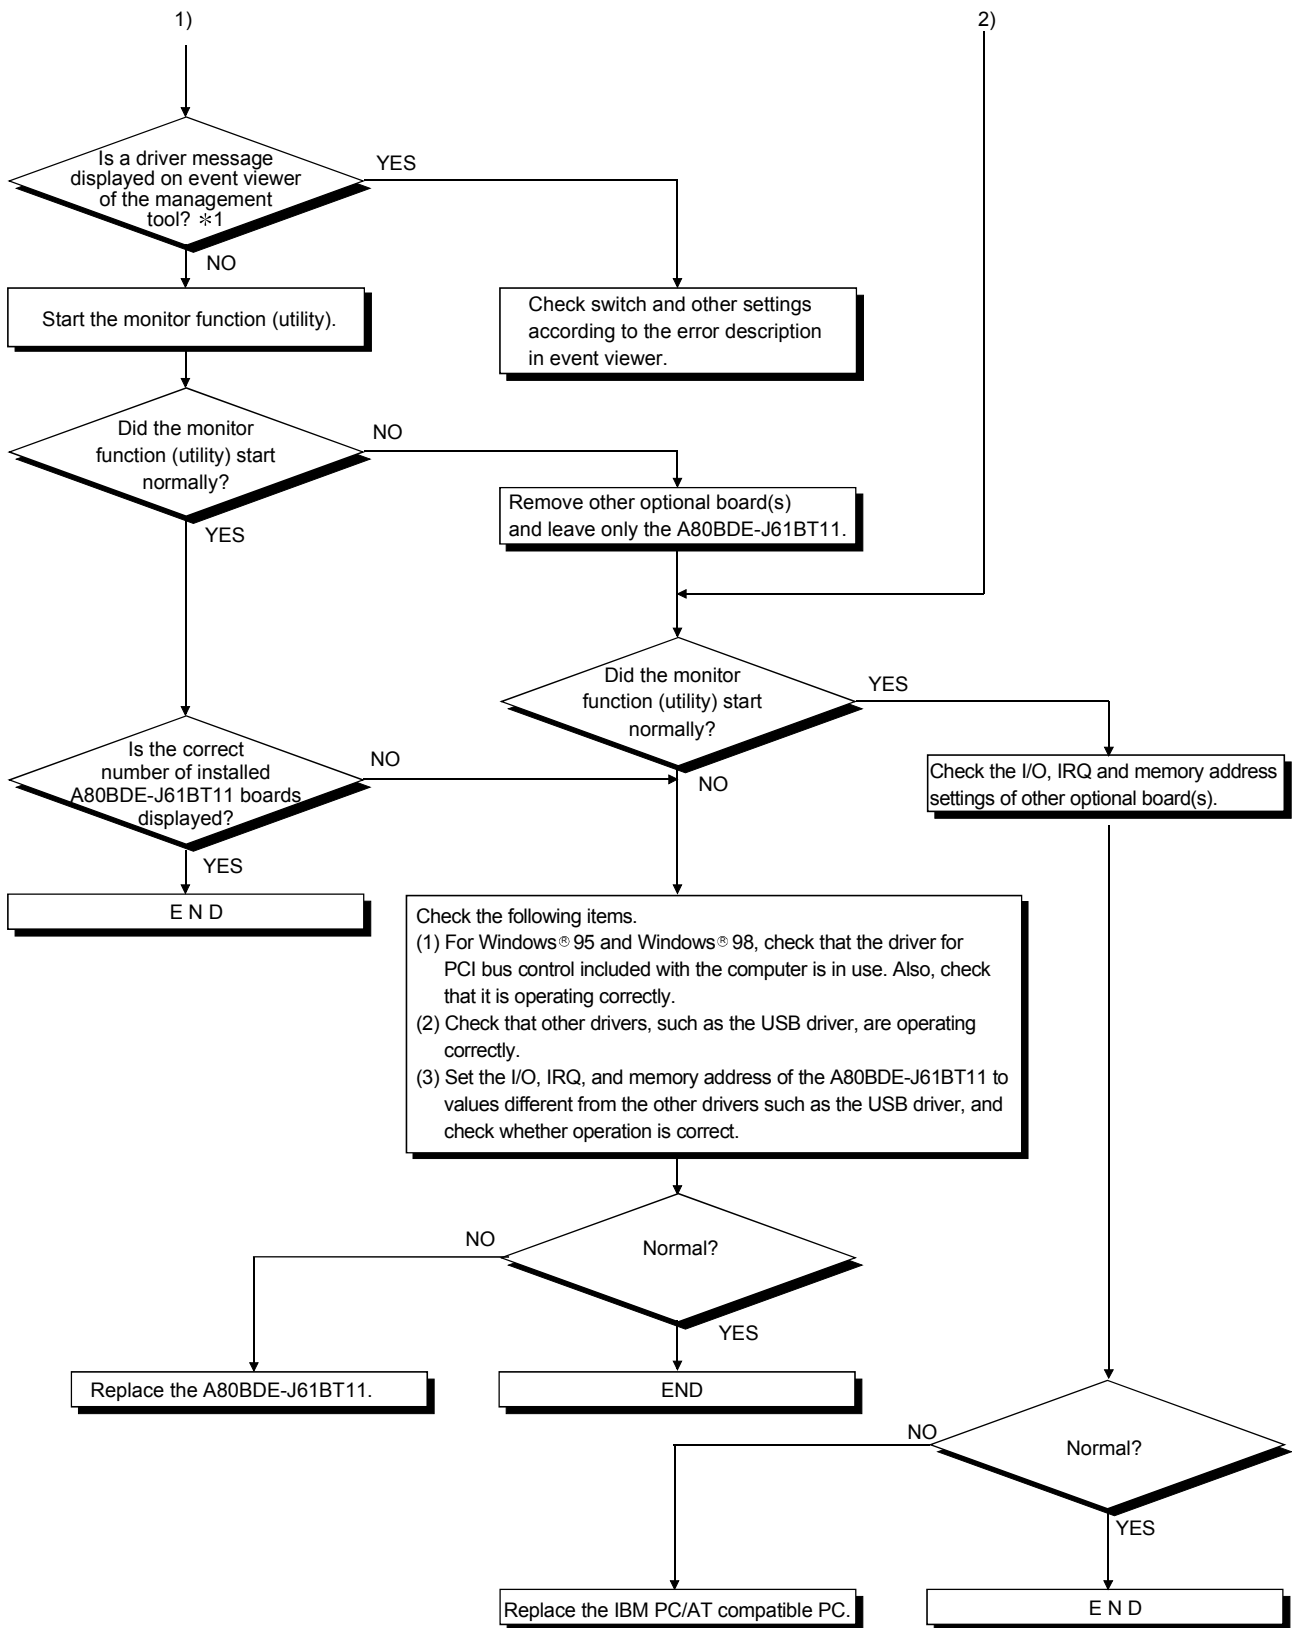 1)
2)
Is a driver message
displayed on event viewer
of the management
tool? ＊1
YES
NO
Start the monitor function (utility).
Check switch and other settings
according to the error description
in event viewer.
Did the monitor
function (utility) start
normally?
NO
YES
Remove other optional board(s)
and leave only the A80BDE-J61BT11.
Did the monitor
function (utility) start
normally?
YES
NO
Is the correct
number of installed
A80BDE-J61BT11 boards
displayed?
NO
YES
Check the I/O, IRQ and memory address
settings of other optional board(s).
E N D
Check the following items.
(1) For Windows® 95 and Windows® 98, check that the driver for
PCI bus control included with the computer is in use. Also, check
that it is operating correctly.
(2) Check that other drivers, such as the USB driver, are operating
correctly.
(3) Set the I/O, IRQ, and memory address of the A80BDE-J61BT11 to
values different from the other drivers such as the USB driver, and
check whether operation is correct.
Normal?
NO
YES
Replace the A80BDE-J61BT11.
END
Normal?
NO
YES
Replace the IBM PC/AT compatible PC.
E N D